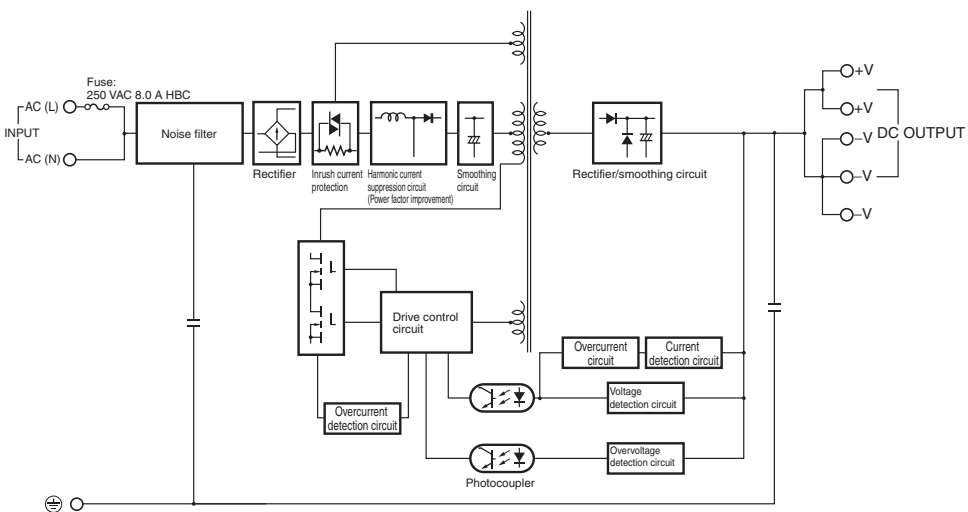 Fuse:
250 VAC 8.0 A HBC
AC (L)
INPUT
AC (N)
Noise filter
Rectifier
Inrush current
protection
Harmonic current
suppression circuit
(Power factor improvement)
Smoothing
circuit
Rectifier/smoothing circuit
+V
+V
–V
–V
–V
DC OUTPUT
Drive control
circuit
Overcurrent
detection circuit
Overcurrent
circuit
Current
detection circuit
Voltage
detection circuit
Overvoltage
detection circuit
Photocoupler